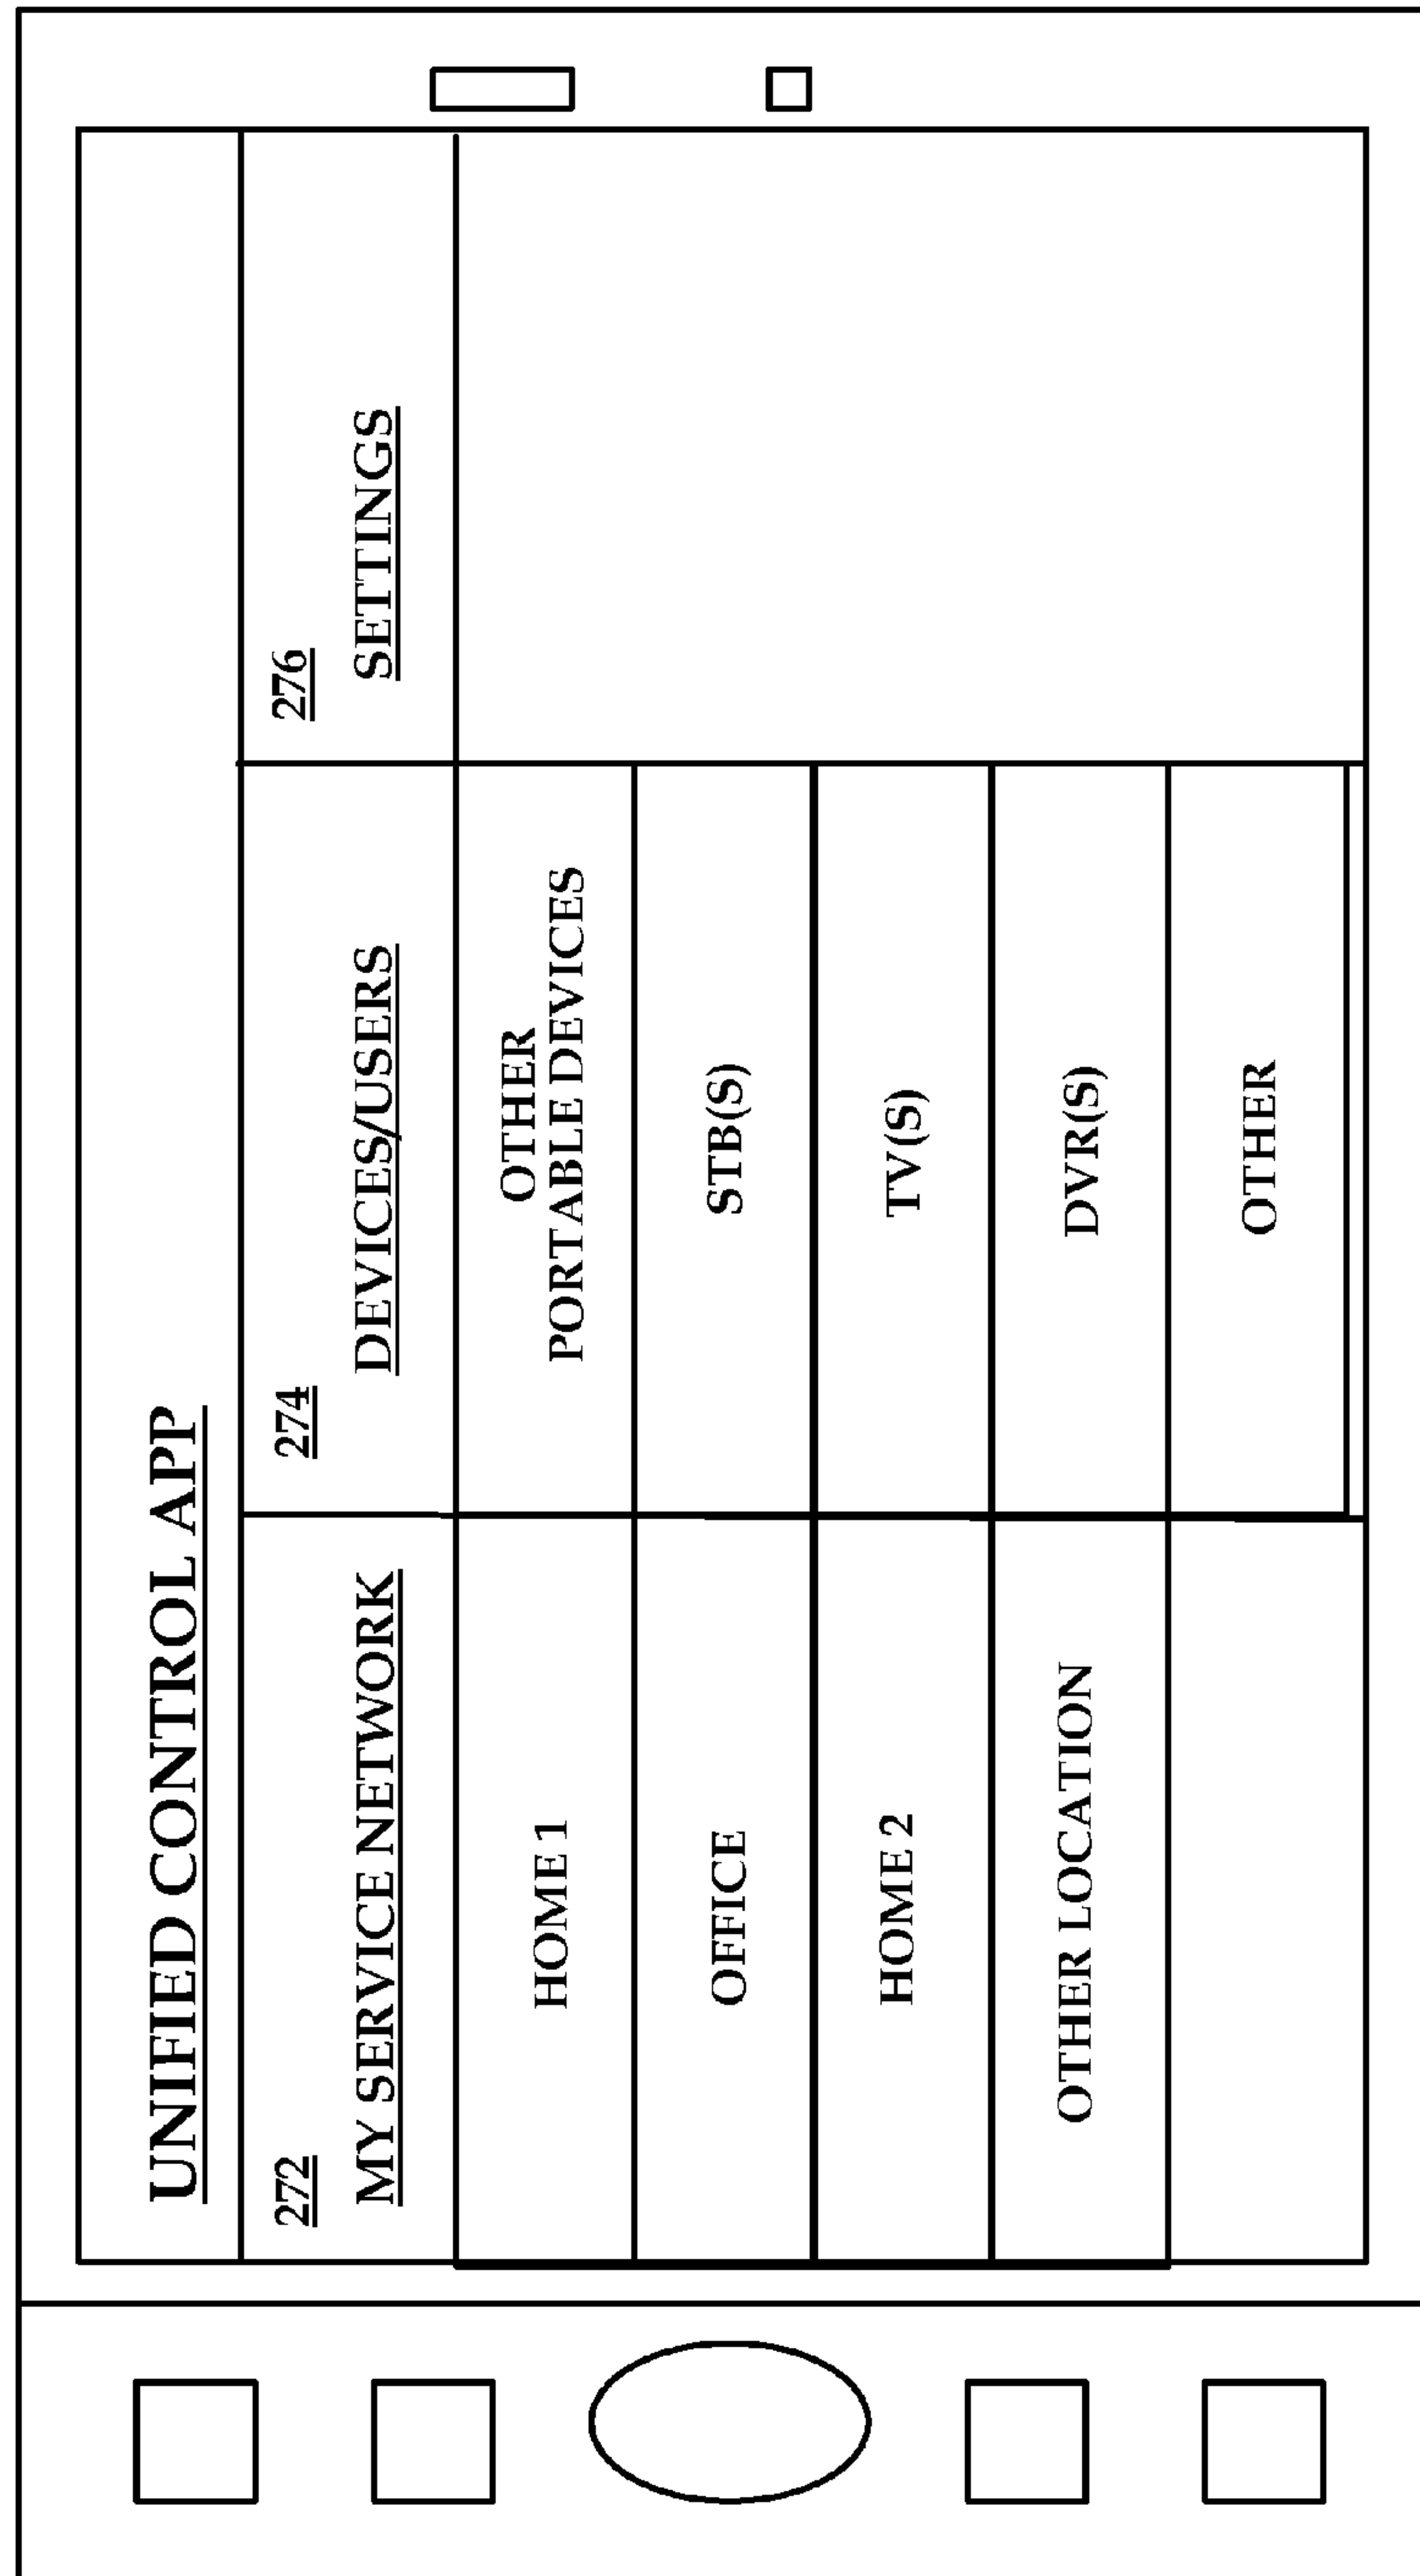 UNIFIED CONTROL APP
272
MY SERVICE NETWORK
HOME 1
OFFICE
HOME 2
OTHER LOCATION
274
DEVICES/USERS
OTHER
PORTABLE DEVICES
STB(S)
TV(S)
DVR(S)
OTHER
276
SETTINGS